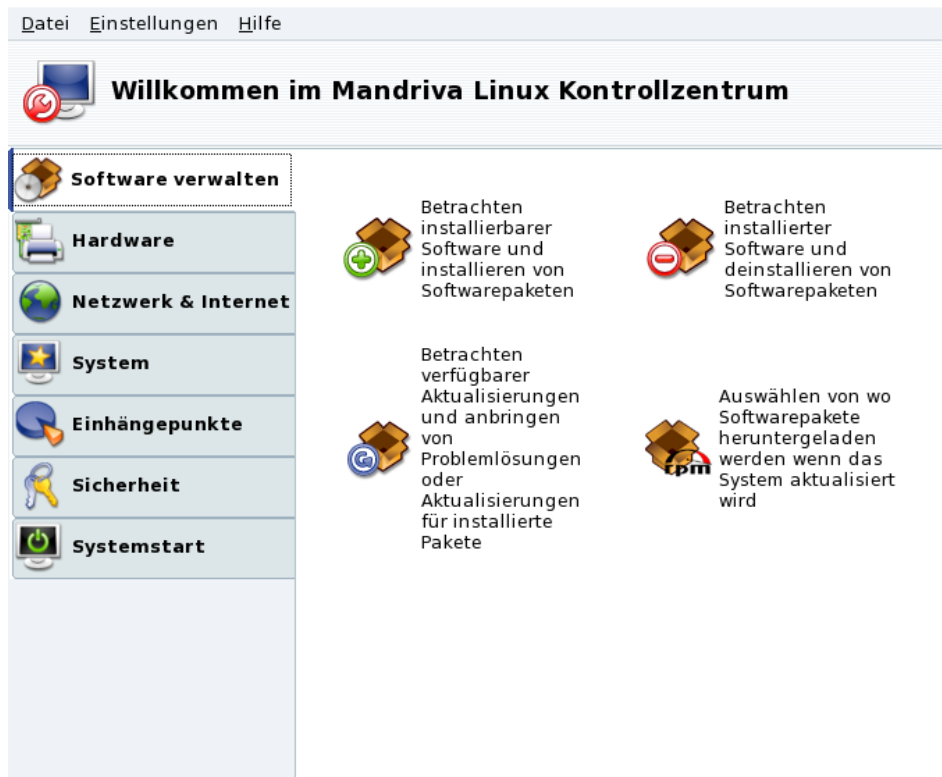 Datei Einstellungen Hilfe
Willkommen im Mandriva Linux Kontrollzentrum
Software verwalten
Hardware
Netzwerk & Internet
System
Einhängepunkte
Sicherheit
Systemstart
Betrachten
installierbarer
Software und
installieren von
Softwarepaketen
Betrachten
installierter
Software und
deinstallieren von
Softwarepaketen
Betrachten
verfügbarer
Aktualisierungen
und anbringen
von
Problemlösungen
oder
Aktualisierungen
für installierte
Pakete
rpm
Auswählen von wo
Softwarepakete
heruntergeladen
werden wenn das
System aktualisiert
wird